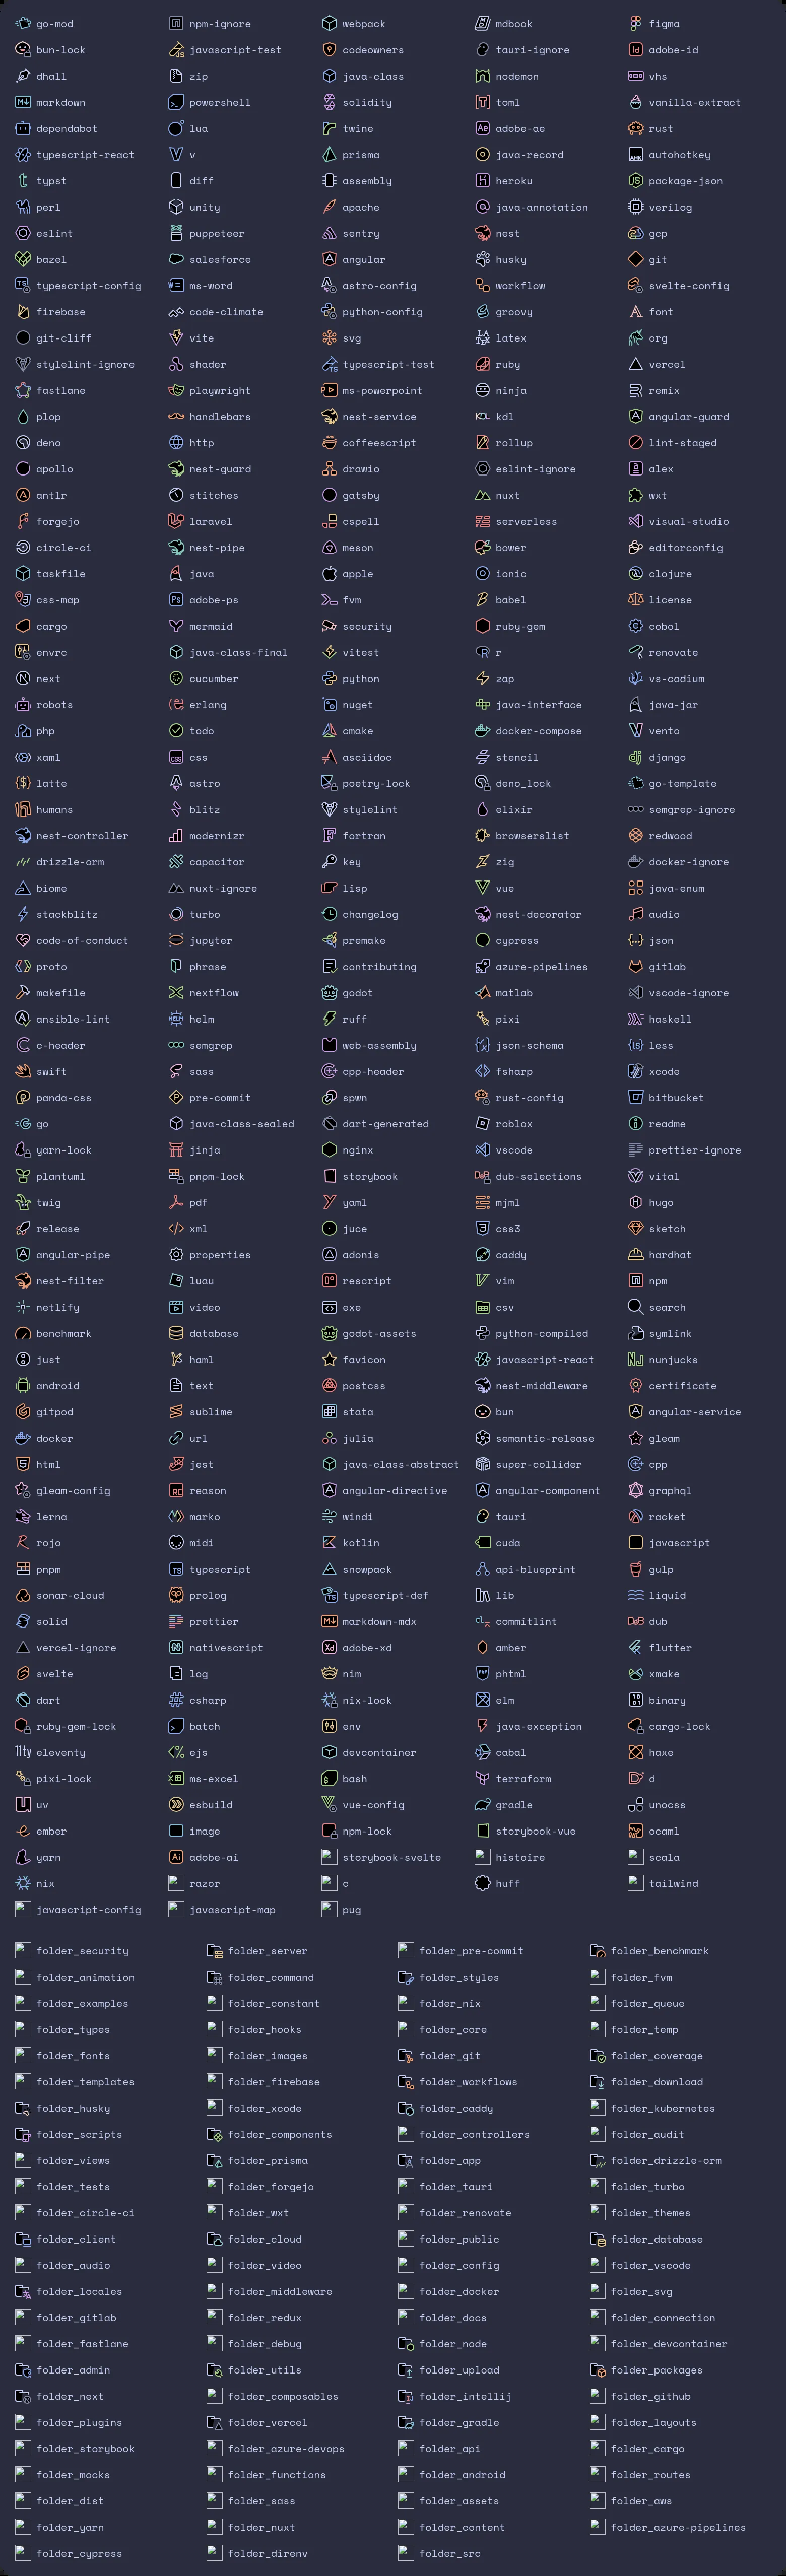 go-mod npm-ignore webpack mdbook figma
bun-lock javascript-test codeowners tauri-ignore adobe-id
dhall zip java-class nodemon vhs
markdown powershell solidity toml vanilla-extract
dependabot lua twine adobe-ae rust
typescript-react v prisma java-record autohotkey
typst diff assembly heroku package-json
perl unity apache java-annotation verilog
eslint puppeteer sentry nest gcp
bazel salesforce angular husky git
typescript-config ms-word astro-config workflow svelte-config
firebase code-climate python-config groovy font
git-cliff vite svg latex org
stylelint-ignore shader typescript-test ruby vercel
fastlane playwright ms-powerpoint ninja remix
plop handlebars nest-service kdl angular-guard
deno http coffeescript rollup lint-staged
apollo nest-guard drawio eslint-ignore alex
antlr stitches gatsby nuxt wxt
forgejo laravel cspell serverless visual-studio
circle-ci nest-pipe meson bower editorconfig
taskfile java apple ionic clojure
css-map adobe-ps fvm babel license
cargo mermaid security ruby-gem cobol
envrc java-class-final vitest r renovate
next cucumber python zap vs-codium
robots erlang nuget java-interface java-jar
php todo cmake docker-compose vento
xaml css asciidoc stencil django
latte astro poetry-lock deno_lock go-template
humans blitz stylelint elixir semgrep-ignore
nest-controller modernizr fortran browserslist redwood
drizzle-orm capacitor key zig docker-ignore
biome nuxt-ignore lisp vue java-enum
stackblitz turbo changelog nest-decorator audio
code-of-conduct jupyter premake cypress json
proto phrase contributing azure-pipelines gitlab
makefile nextflow godot matlab vscode-ignore
ansible-lint helm ruff pixi haskell
c-header semgrep web-assembly json-schema less
swift sass cpp-header fsharp xcode
panda-css pre-commit spwn rust-config bitbucket
go java-class-sealed dart-generated roblox readme
yarn-lock jinja nginx vscode prettier-ignore
plantuml pnpm-lock storybook dub-selections vital
twig pdf yaml mjml hugo
release xml juce css3 sketch
angular-pipe properties adonis caddy hardhat
nest-filter luau rescript vim npm
netlify video exe csv search
benchmark database godot-assets python-compiled symlink
just haml favicon javascript-react nunjucks
android text postcss nest-middleware certificate
gitpod sublime stata bun angular-service
docker url julia semantic-release gleam
html jest java-class-abstract super-collider cpp
gleam-config reason angular-directive angular-component graphql
lerna marko windi tauri racket
rojo midi kotlin cuda javascript
pnpm typescript snowpack api-blueprint gulp
sonar-cloud prolog typescript-def lib liquid
solid prettier markdown-mdx commitlint dub
vercel-ignore nativescript adobe-xd amber flutter
svelte log nim phtml xmake
dart csharp nix-lock elm binary
ruby-gem-lock batch env java-exception cargo-lock
eleventy ejs devcontainer cabal haxe
pixi-lock ms-excel bash terraform d
uv esbuild vue-config gradle unocss
ember image npm-lock storybook-vue ocaml
yarn adobe-ai storybook-svelte histoire scala
nix razor c huff tailwind
javascript-config javascript-map pug
folder_security folder_server folder_pre-commit folder_benchmark
folder_animation folder_command folder_styles folder_fvm
folder_examples folder_constant folder_nix folder_queue
folder_types folder_hooks folder_core folder_temp
folder_fonts folder_images folder_git folder_coverage
folder_templates folder_firebase folder_workflows folder_download
folder_husky folder_xcode folder_caddy folder_kubernetes
folder_scripts folder_components folder_controllers folder_audit
folder_views folder_prisma folder_app folder_drizzle-orm
folder_tests folder_forgejo folder_tauri folder_turbo
folder_circle-ci folder_wxt folder_renovate folder_themes
folder_client folder_cloud folder_public folder_database
folder_audio folder_video folder_config folder_vscode
folder_locales folder_middleware folder_docker folder_svg
folder_gitlab folder_redux folder_docs folder_connection
folder_fastlane folder_debug folder_node folder_devcontainer
folder_admin folder_utils folder_upload folder_packages
folder_next folder_composables folder_intellij folder_github
folder_plugins folder_vercel folder_gradle folder_layouts
folder_storybook folder_azure-devops folder_api folder_cargo
folder_mocks folder_functions folder_android folder_routes
folder_dist folder_sass folder_assets folder_aws
folder_yarn folder_nuxt folder_content folder_azure-pipelines
folder_cypress folder_direnv folder_src